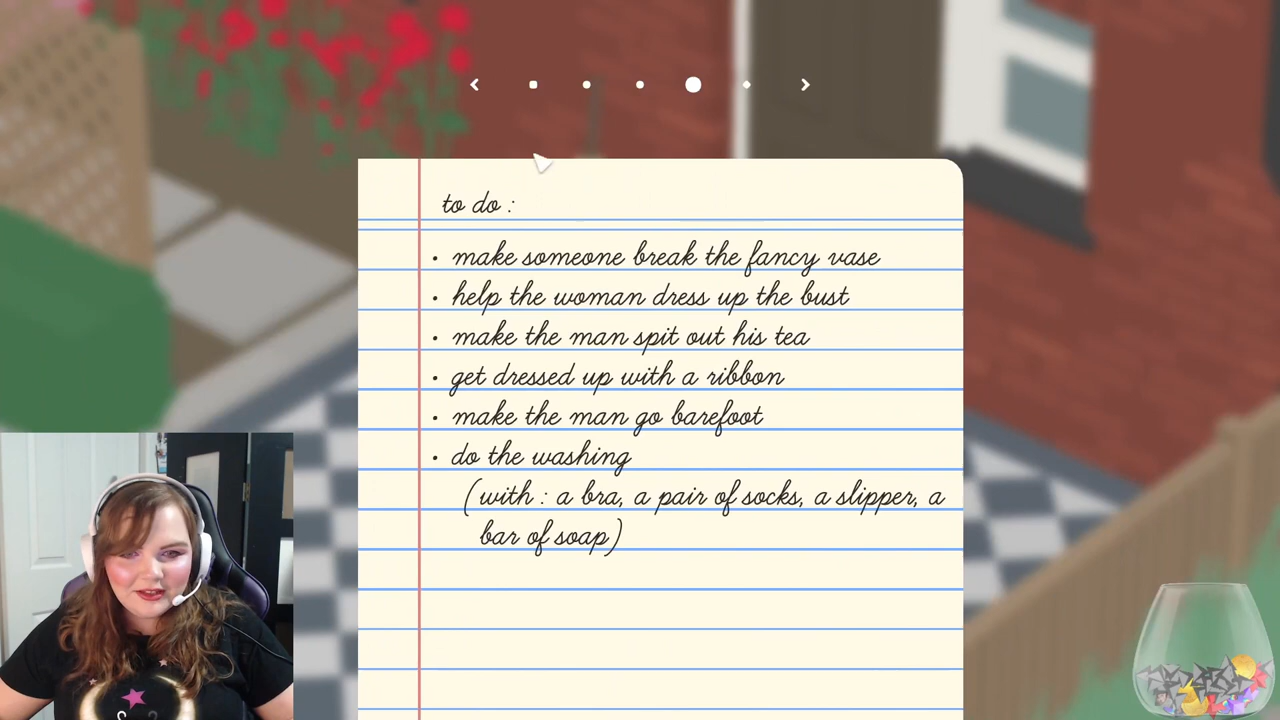 to do :
• make someone break the fancy vase
• help the woman dress up the bust
• make the man spit out his tea
• get dressed up with a ribbon
• make the man go barefoot
• do the washing
(with : a bra, a pair of socks, a slipper, a
bar of soap)